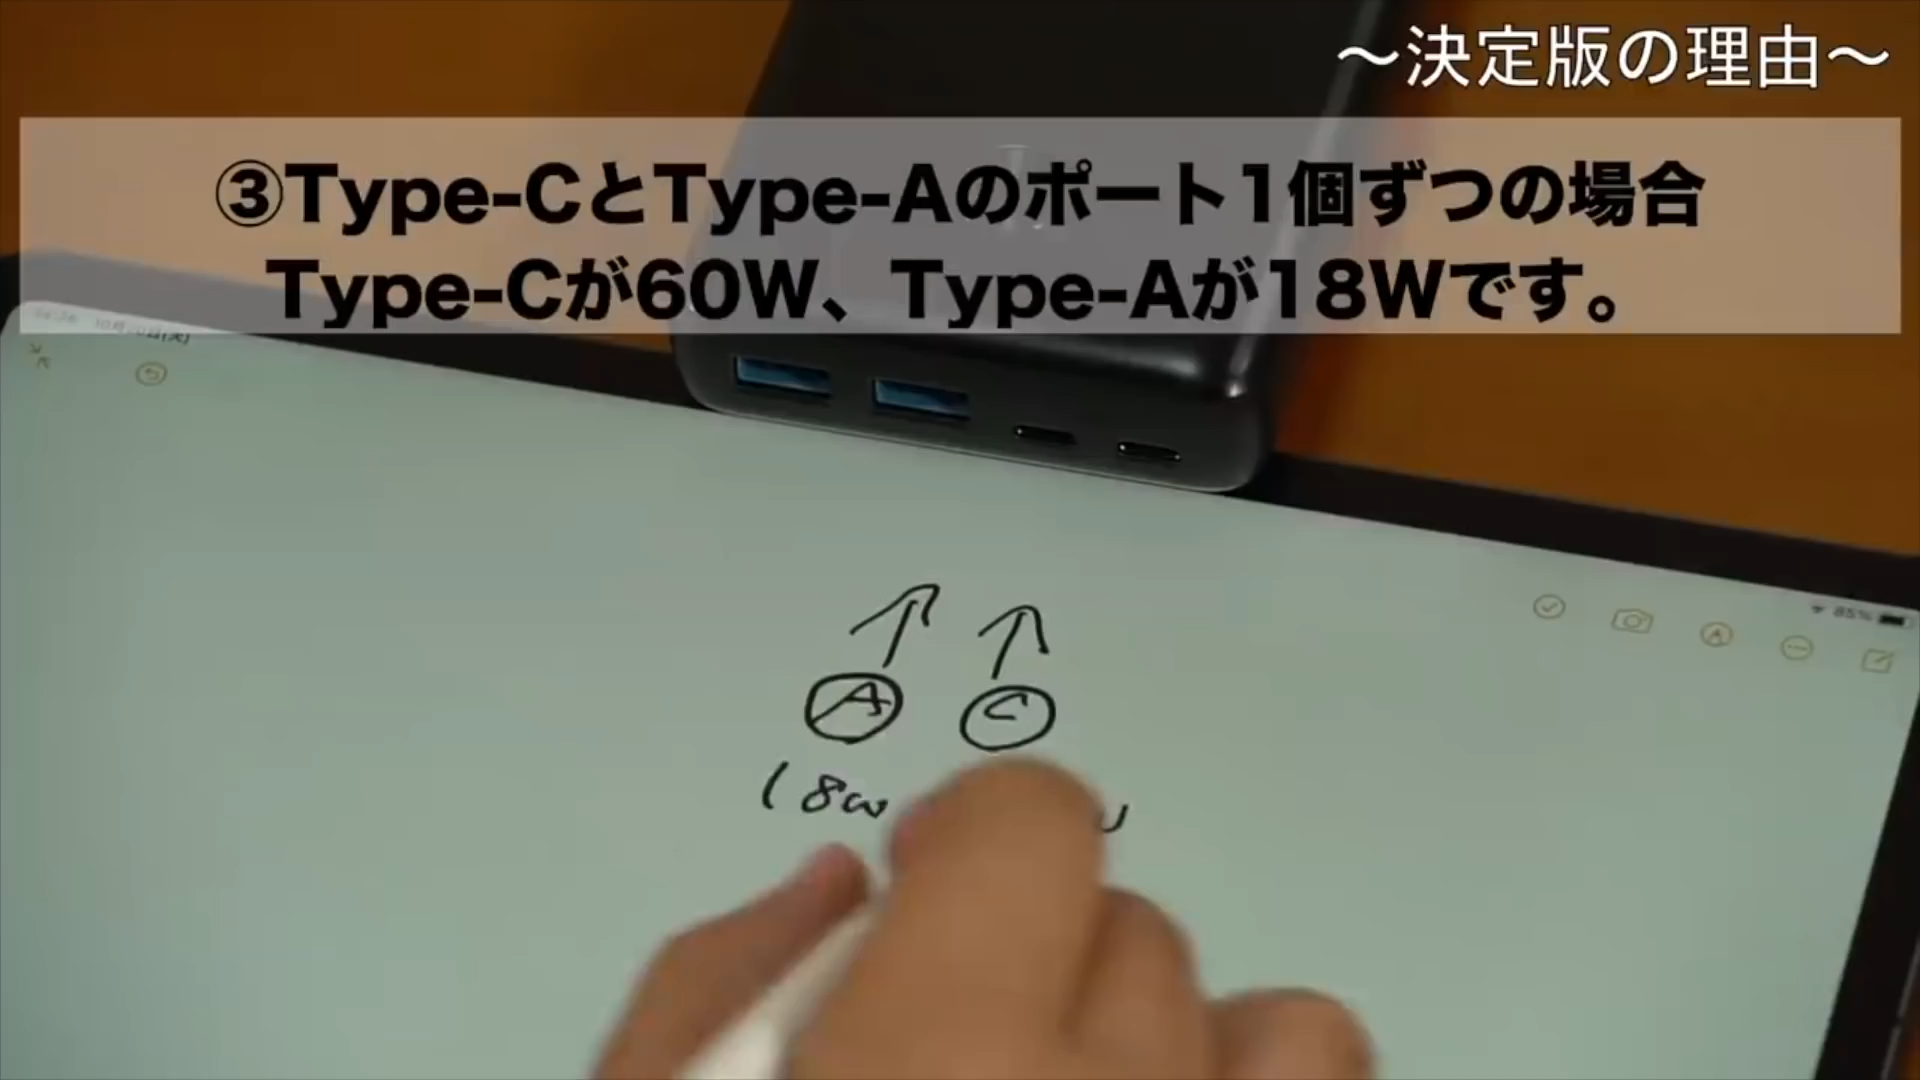 〜決定版の理由〜
③Type-CとType-Aのポート1個ずつの場合
Type-Cが60W、Type-Aが18Wです。
85%
A C
18w